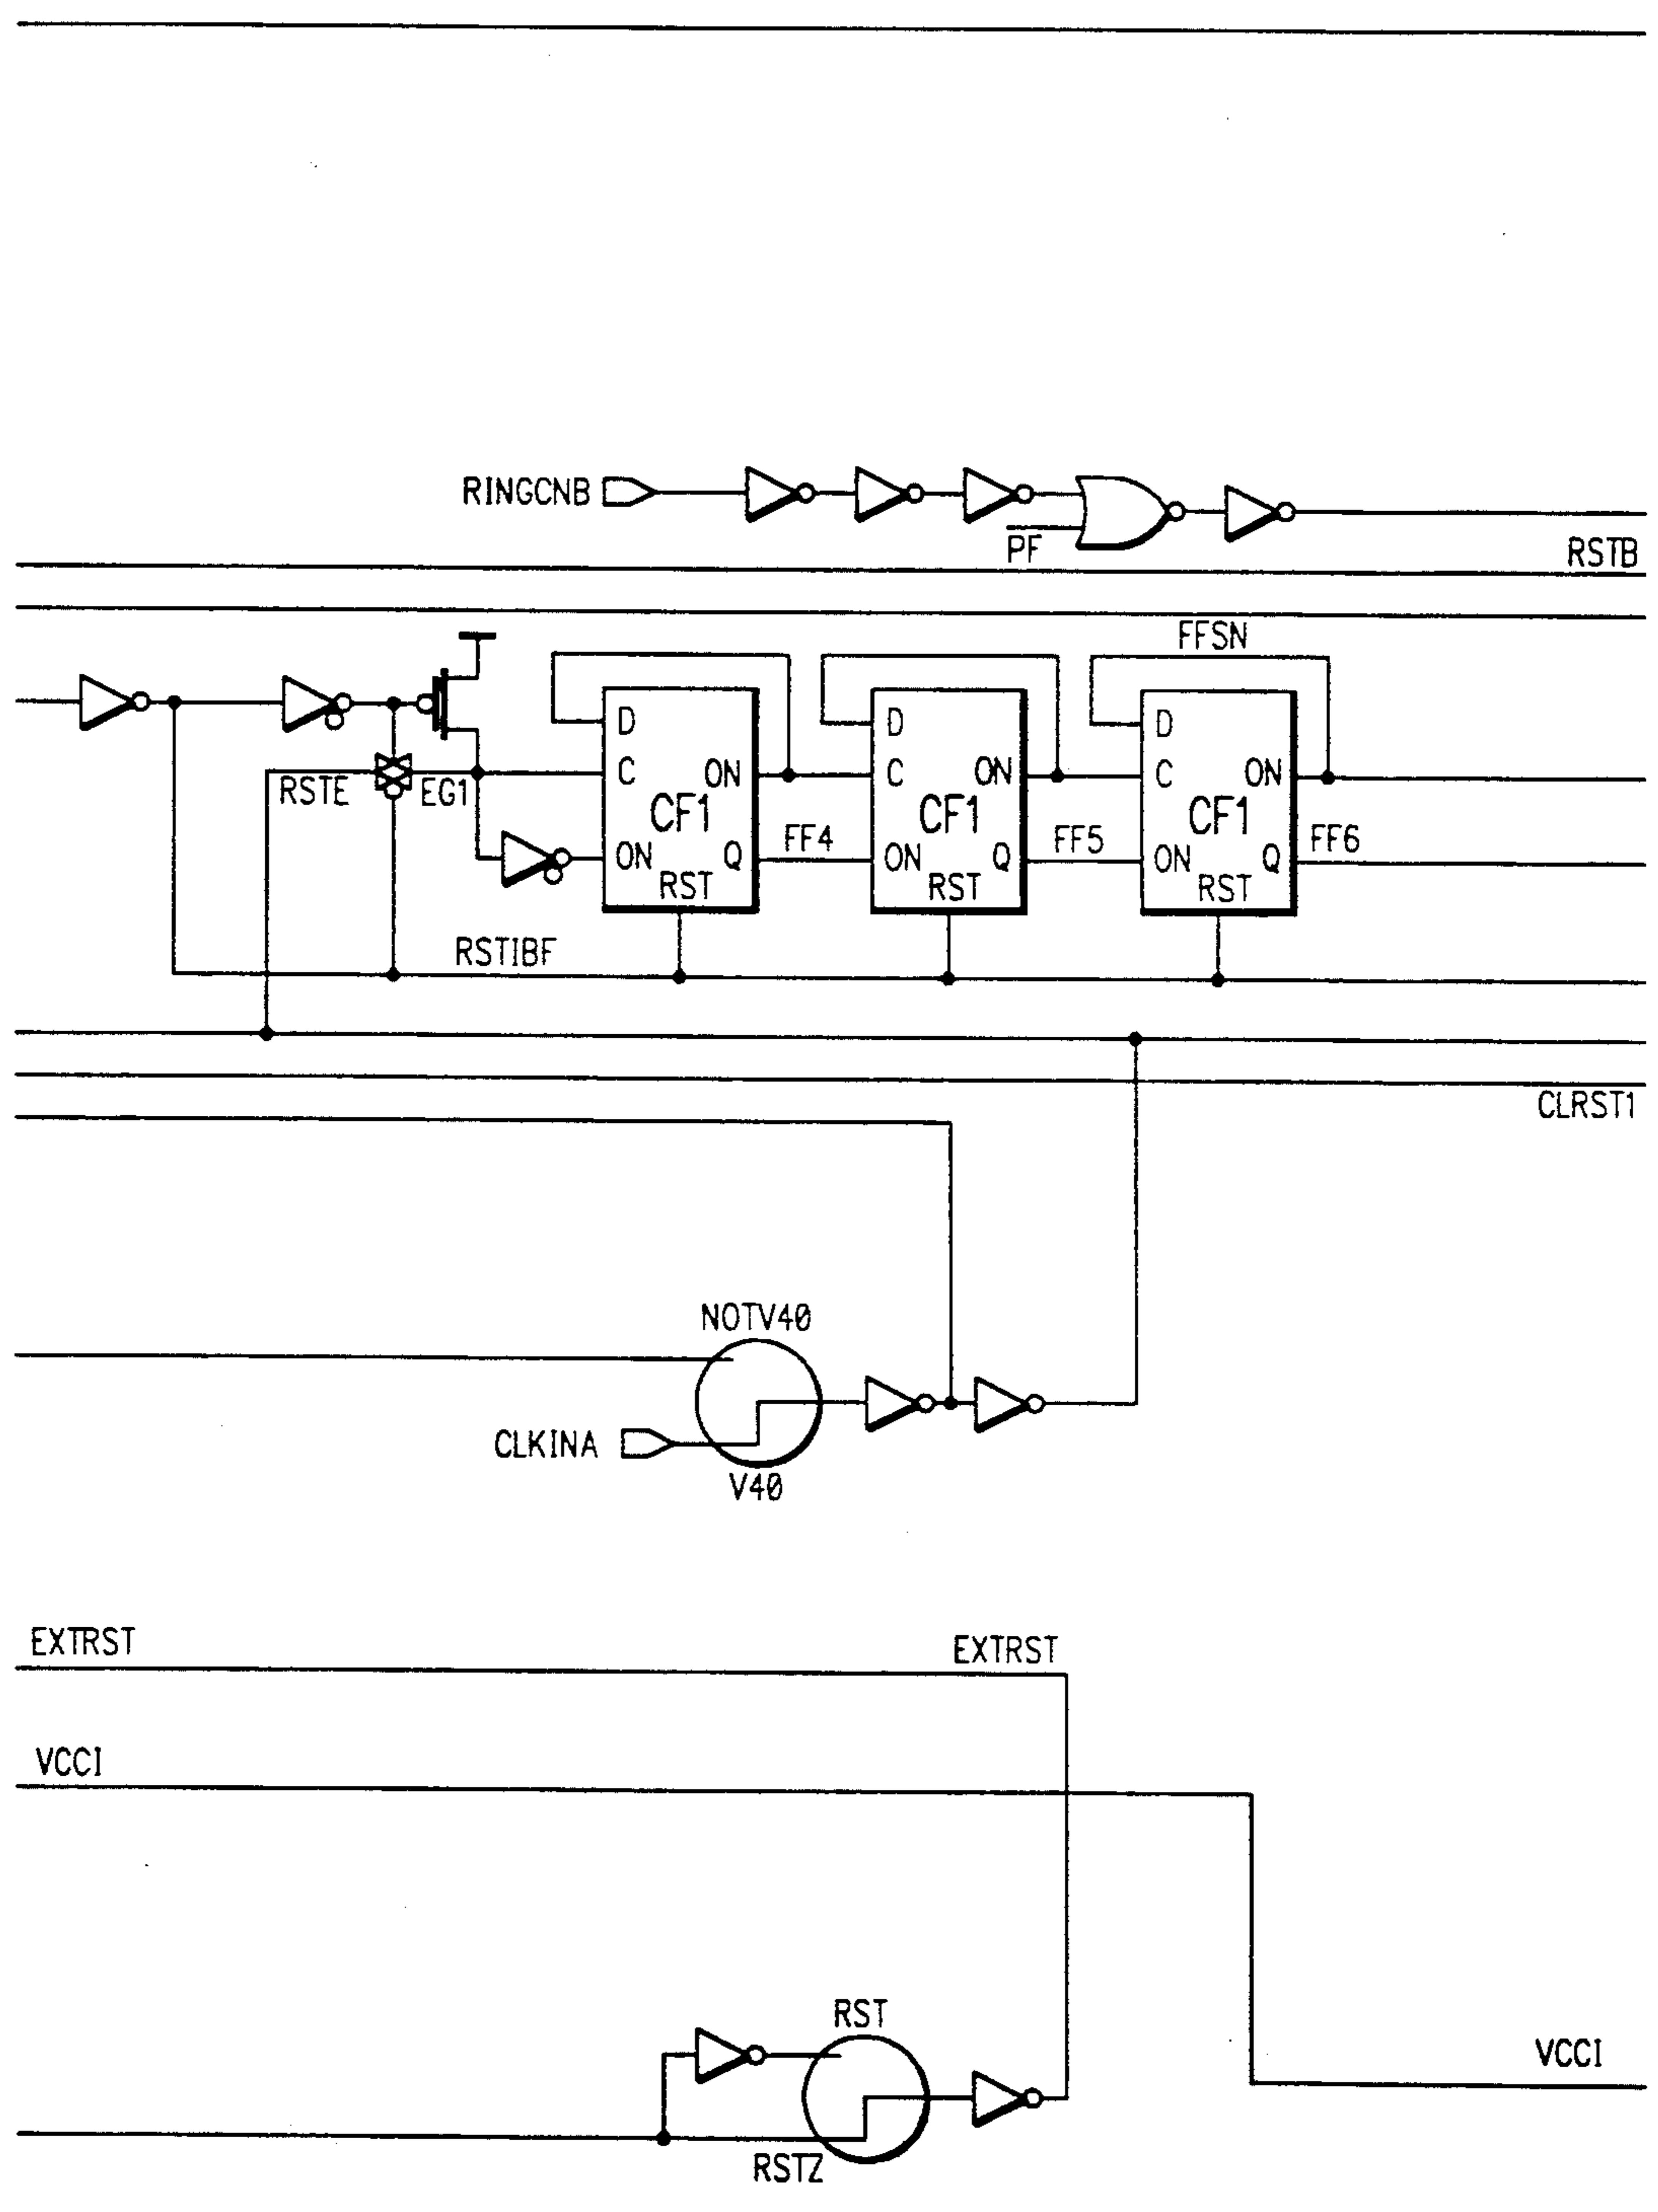 RINGCNB
PF
RSTB
FFSN
D
D
D
C
ON
C
ON
C
ON
RSTE
EG1
CF1
CF1
CF1
FF4
FF5
FF6
ON
Q
ON
Q
ON
Q
RST
RST
RST
RSTIBF
CLRST1
NOTV40
CLKINA
V40
EXTRST
EXTRST
VCCI
RST
VCCI
RSTZ